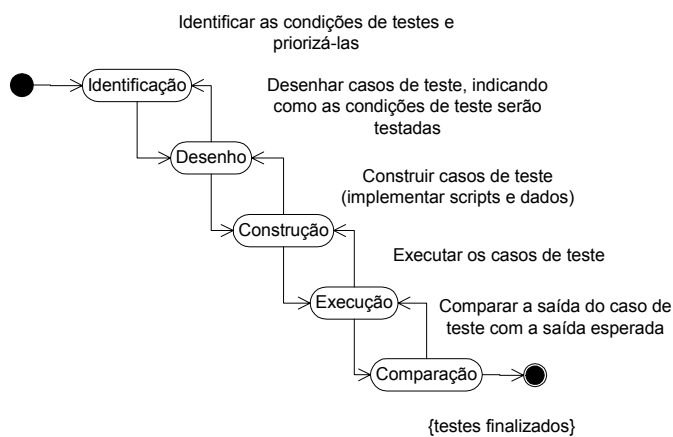 Identificar as condições de testes e
priorizá-las
Identificação
Desenhar casos de teste, indicando
como as condições de teste serão
testadas
Desenho
Construir casos de teste
(implementar scripts e dados)
Construção
Executar os casos de teste
Execução
Comparar a saída do caso de
teste com a saída esperada
Comparação
{testes finalizados}